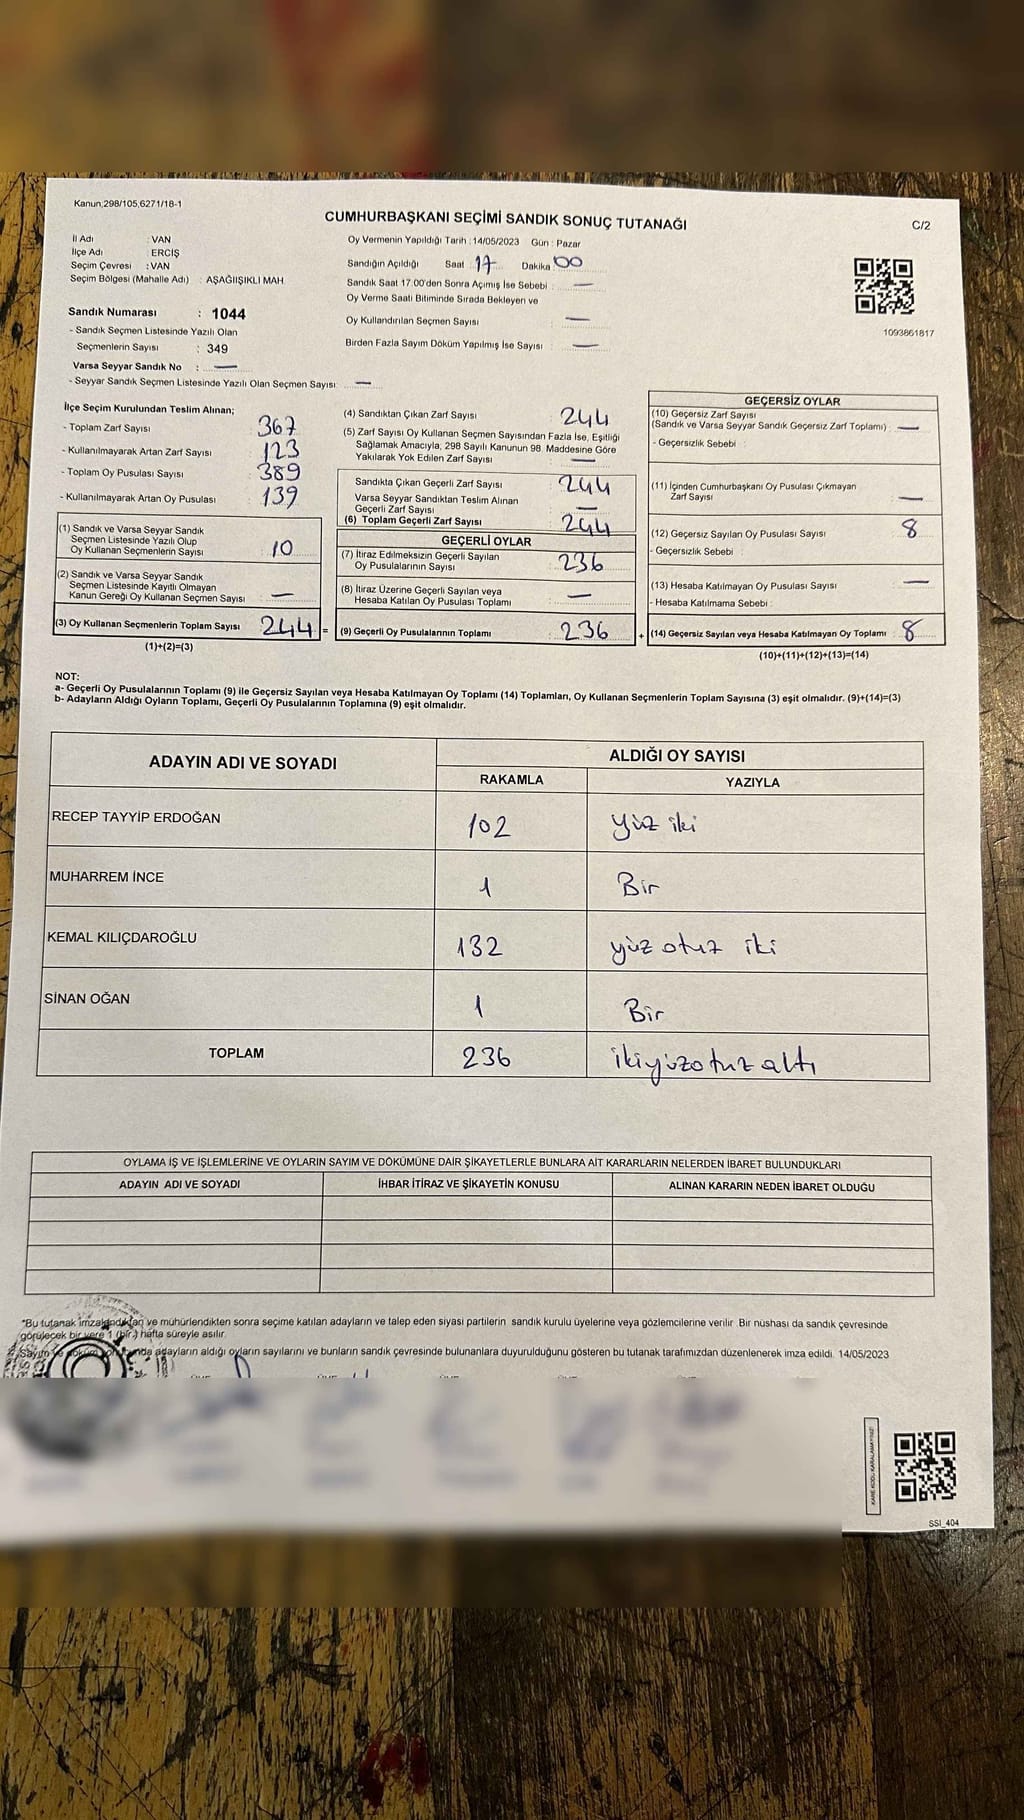 Kanun;298/105,6271/18-1
CUMHURBAŞKANI SEÇİMİ SANDIK SONUÇ TUTANAĞI
C/2
İl Adı : VAN
İlçe Adı : ERCİŞ
Seçim Çevresi : VAN
Seçim Bölgesi (Mahalle Adı) : AŞAĞIIŞIKLI MAH
Sandık Numarası : 1044
- Sandık Seçmen Listesinde Yazılı Olan
Seçmenlerin Sayısı : 349
Varsa Seyyar Sandık No : —
- Seyyar Sandık Seçmen Listesinde Yazılı Olan Seçmen Sayısı: —
Oy Vermenin Yapıldığı Tarih : 14/05/2023 Gün : Pazar
Sandığın Açıldığı Saat 17 Dakika 00
Sandık Saat 17:00'den Sonra Açımış İse Sebebi : —
Oy Verme Saati Bitiminde Sırada Bekleyen ve
Oy Kullandırılan Seçmen Sayısı : —
Birden Fazla Sayım Döküm Yapılmış İse Sayısı : —
1093861817
İlçe Seçim Kurulundan Teslim Alınan;
- Toplam Zarf Sayısı : 367
- Kullanılmayarak Artan Zarf Sayısı : 123
- Toplam Oy Pusulası Sayısı : 389
- Kullanılmayarak Artan Oy Pusulası : 139
(1) Sandık ve Varsa Seyyar Sandık
Seçmen Listesinde Yazılı Olup
Oy Kullanan Seçmenlerin Sayısı : 10
(2) Sandık ve Varsa Seyyar Sandık
Seçmen Listesinde Kayıtlı Olmayan
Kanun Gereği Oy Kullanan Seçmen Sayısı : —
(3) Oy Kullanan Seçmenlerin Toplam Sayısı : 244
(1)+(2)=(3)
(4) Sandıktan Çıkan Zarf Sayısı : 244
(5) Zarf Sayısı Oy Kullanan Seçmen Sayısından Fazla İse, Eşitliği
Sağlamak Amacıyla, 298 Sayılı Kanunun 98. Maddesine Göre
Yakılarak Yok Edilen Zarf Sayısı : —
Sandıkta Çıkan Geçerli Zarf Sayısı : 244
Varsa Seyyar Sandıktan Teslim Alınan
Geçerli Zarf Sayısı : —
(6) Toplam Geçerli Zarf Sayısı : 244
GEÇERLİ OYLAR
(7) İtiraz Edilmeksizin Geçerli Sayılan
Oy Pusulalarının Sayısı : 236
(8) İtiraz Üzerine Geçerli Sayılan veya
Hesaba Katılan Oy Pusulası Toplamı : —
= (9) Geçerli Oy Pusulalarının Toplamı : 236
GEÇERSİZ OYLAR
(10) Geçersiz Zarf Sayısı
(Sandık ve Varsa Seyyar Sandık Geçersiz Zarf Toplamı) : —
- Geçersizlik Sebebi :
(11) İçinden Cumhurbaşkanı Oy Pusulası Çıkmayan
Zarf Sayısı : —
(12) Geçersiz Sayılan Oy Pusulası Sayısı : 8
- Geçersizlik Sebebi :
(13) Hesaba Katılmayan Oy Pusulası Sayısı : —
- Hesaba Katılmama Sebebi :
+ (14) Geçersiz Sayılan veya Hesaba Katılmayan Oy Toplamı : 8
(10)+(11)+(12)+(13)=(14)
NOT:
a- Geçerli Oy Pusulalarının Toplamı (9) ile Geçersiz Sayılan veya Hesaba Katılmayan Oy Toplamı (14) Toplamları, Oy Kullanan Seçmenlerin Toplam Sayısına (3) eşit olmalıdır. (9)+(14)=(3)
b- Adayların Aldığı Oyların Toplamı, Geçerli Oy Pusulalarının Toplamına (9) eşit olmalıdır.
ADAYIN ADI VE SOYADI ALDIĞI OY SAYISI
RAKAMLA YAZIYLA
RECEP TAYYİP ERDOĞAN 102 yüz iki
MUHARREM İNCE 1 Bir
KEMAL KILIÇDAROĞLU 132 yüz otuz iki
SİNAN OĞAN 1 Bir
TOPLAM 236 ikiyüzotuz altı
OYLAMA İŞ VE İŞLEMLERİNE VE OYLARIN SAYIM VE DÖKÜMÜNE DAİR ŞİKAYETLERLE BUNLARA AİT KARARLARIN NELERDEN İBARET BULUNDUKLARI
ADAYIN ADI VE SOYADI İHBAR İTİRAZ VE ŞİKAYETİN KONUSU ALINAN KARARIN NEDEN İBARET OLDUĞU
*Bu tutanak imzalandıktan ve mühürlendikten sonra seçime katılan adayların ve talep eden siyasi partilerin sandık kurulu üyelerine veya gözlemcilerine verilir. Bir nüshası da sandık çevresinde
görülecek bir yere 1 (bir) hafta süreyle asılır.
adayların aldığı oyların sayılarını ve bunların sandık çevresinde bulunanlara duyurulduğunu gösteren bu tutanak tarafımızdan düzenlenerek imza edildi. 14/05/2023
SSI_404